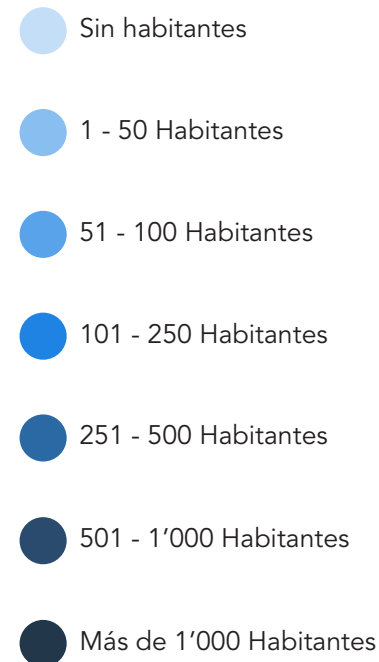 Sin habitantes
1 - 50 Habitantes
51 - 100 Habitantes
101 - 250 Habitantes
251 - 500 Habitantes
501 - 1’000 Habitantes
Más de 1’000 Habitantes